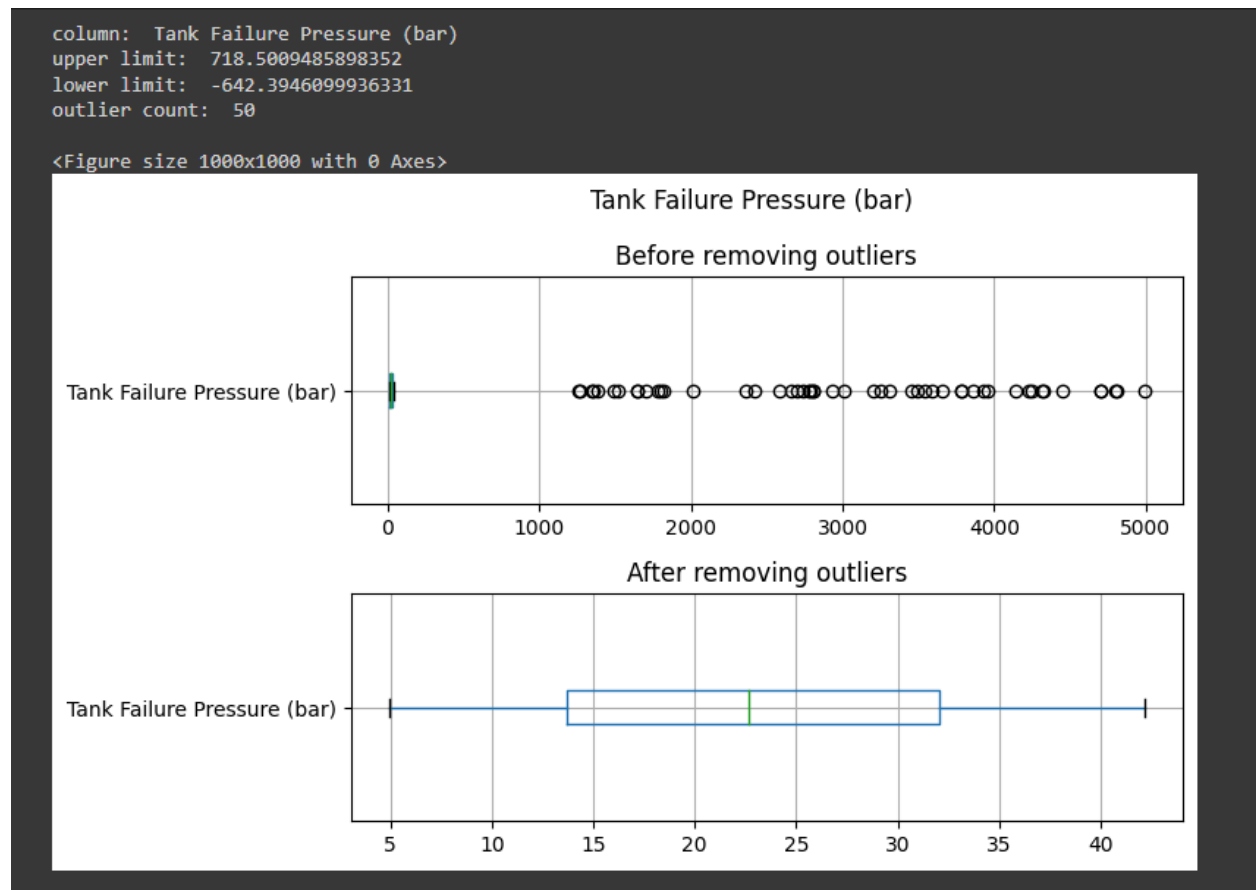 column:  Tank Failure Pressure (bar)
upper limit:  718.5009485898352
lower limit:  -642.3946099936331
outlier count:  50
<Figure size 1000x1000 with 0 Axes>
Tank Failure Pressure (bar)
Before removing outliers
Tank Failure Pressure (bar)
0 1000 2000 3000 4000 5000
After removing outliers
Tank Failure Pressure (bar)
5 10 15 20 25 30 35 40